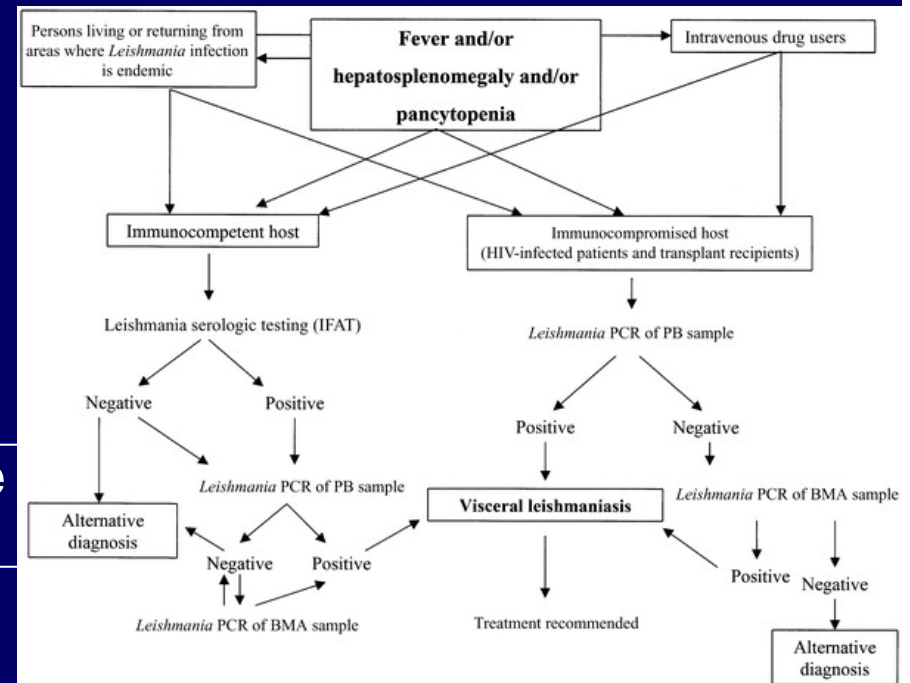 Persons living or returning from
areas where Leishmania infection
is endemic
Fever and/or
hepatosplenomegaly and/or
pancytopenia
Intravenous drug users
Immunocompetent host
Immunocompromised host
(HIV-infected patients and transplant recipients)
Leishmania serologic testing (IFAT)
Leishmania PCR of PB sample
Negative
Positive
Positive
Negative
Leishmania PCR of PB sample
Visceral leishmaniasis
Leishmania PCR of BMA sample
Alternative
diagnosis
Negative
Positive
Positive
Negative
Leishmania PCR of BMA sample
Treatment recommended
Alternative
diagnosis
e